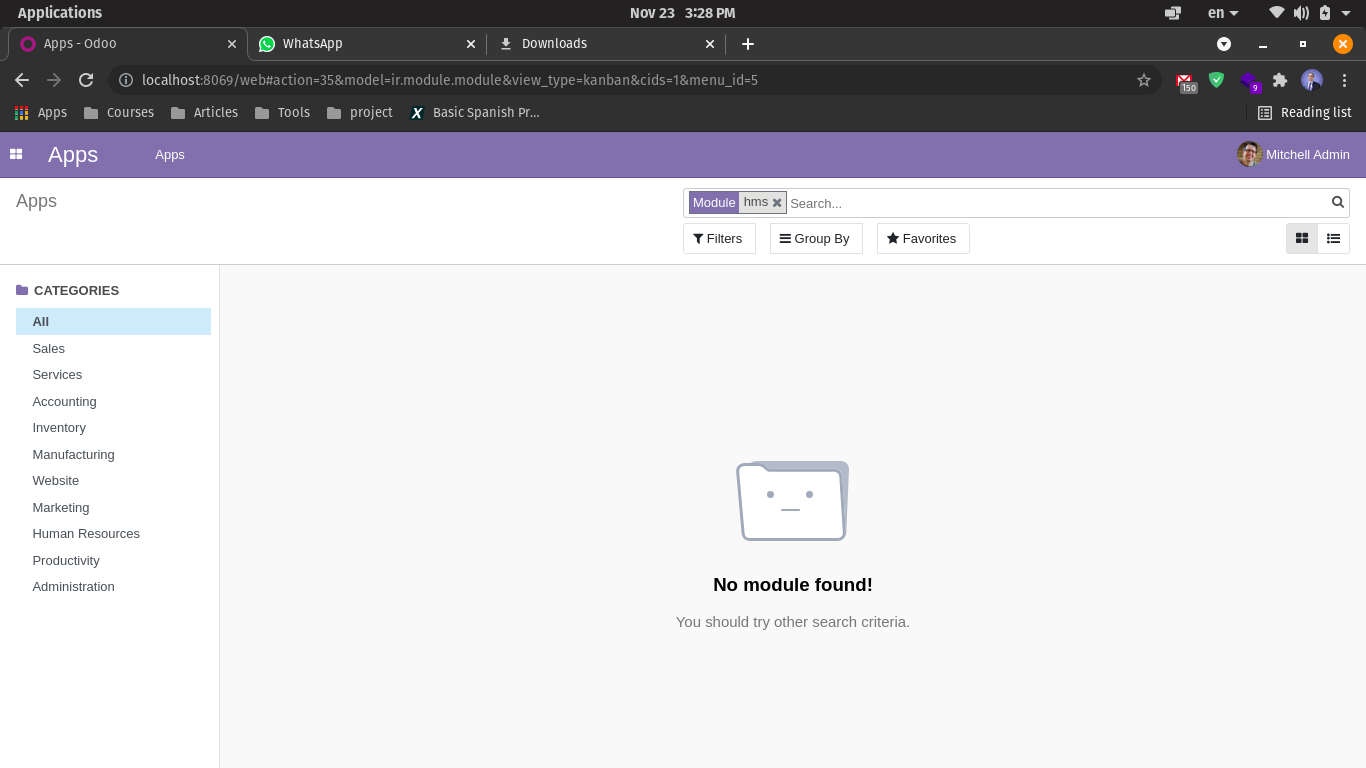 Applications
Nov 23 3:28 PM
en
Apps - Odoo
WhatsApp
Downloads
localhost:8069/web#action=35&model=ir.module.module&view_type=kanban&cids=1&menu_id=5
150
9
Apps
Courses
Articles
Tools
project
X
Basic Spanish Pr...
Reading list
Apps
Apps
Mitchell Admin
Apps
Module hms
Search...
Filters
Group By
Favorites
CATEGORIES
All
Sales
Services
Accounting
Inventory
Manufacturing
Website
Marketing
Human Resources
Productivity
Administration
No module found!
You should try other search criteria.